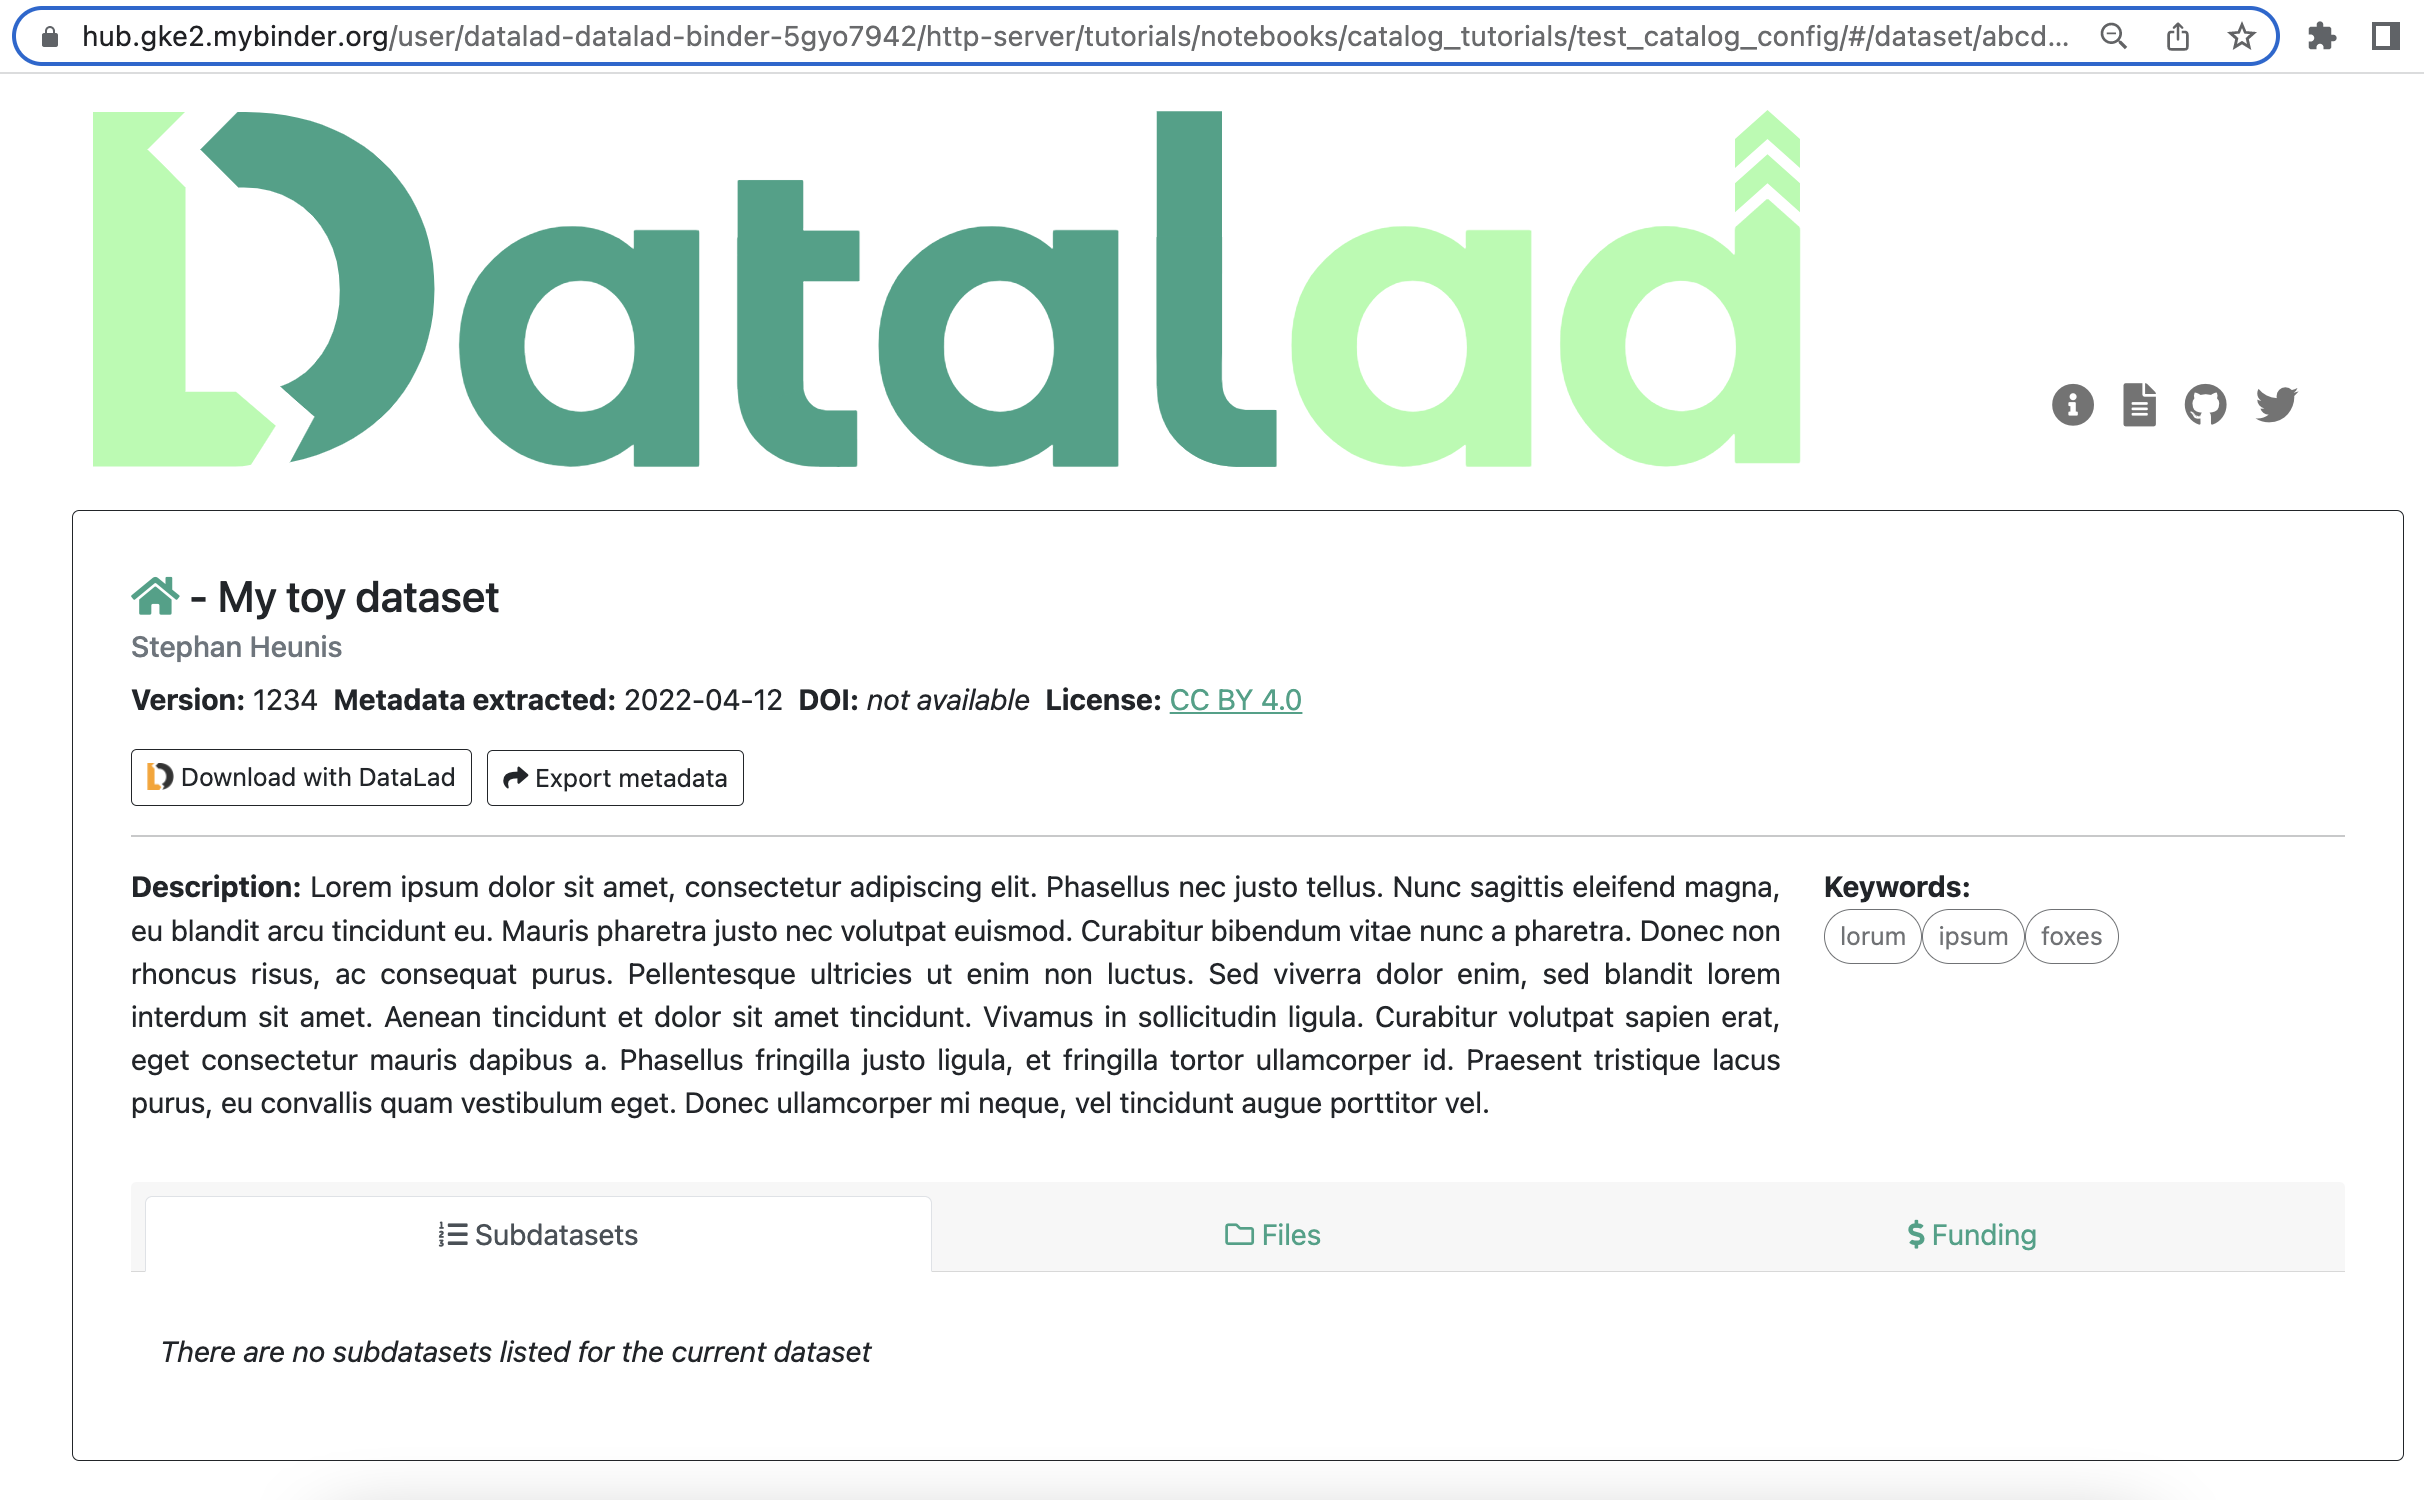 hub.gke2.mybinder.org/user/datalad-datalad-binder-5gyo7942/http-server/tutorials/notebooks/catalog_tutorials/test_catalog_config/#/dataset/abcd...
Datalad
- My toy dataset
Stephan Heunis
Version: 1234 Metadata extracted: 2022-04-12 DOI: not available License: CC BY 4.0
Download with DataLad Export metadata
Description: Lorem ipsum dolor sit amet, consectetur adipiscing elit. Phasellus nec justo tellus. Nunc sagittis eleifend magna,
eu blandit arcu tincidunt eu. Mauris pharetra justo nec volutpat euismod. Curabitur bibendum vitae nunc a pharetra. Donec non
rhoncus risus, ac consequat purus. Pellentesque ultricies ut enim non luctus. Sed viverra dolor enim, sed blandit lorem
interdum sit amet. Aenean tincidunt et dolor sit amet tincidunt. Vivamus in sollicitudin ligula. Curabitur volutpat sapien erat,
eget consectetur mauris dapibus a. Phasellus fringilla justo ligula, et fringilla tortor ullamcorper id. Praesent tristique lacus
purus, eu convallis quam vestibulum eget. Donec ullamcorper mi neque, vel tincidunt augue porttitor vel.
Keywords:
lorum ipsum foxes
Subdatasets Files $ Funding
There are no subdatasets listed for the current dataset